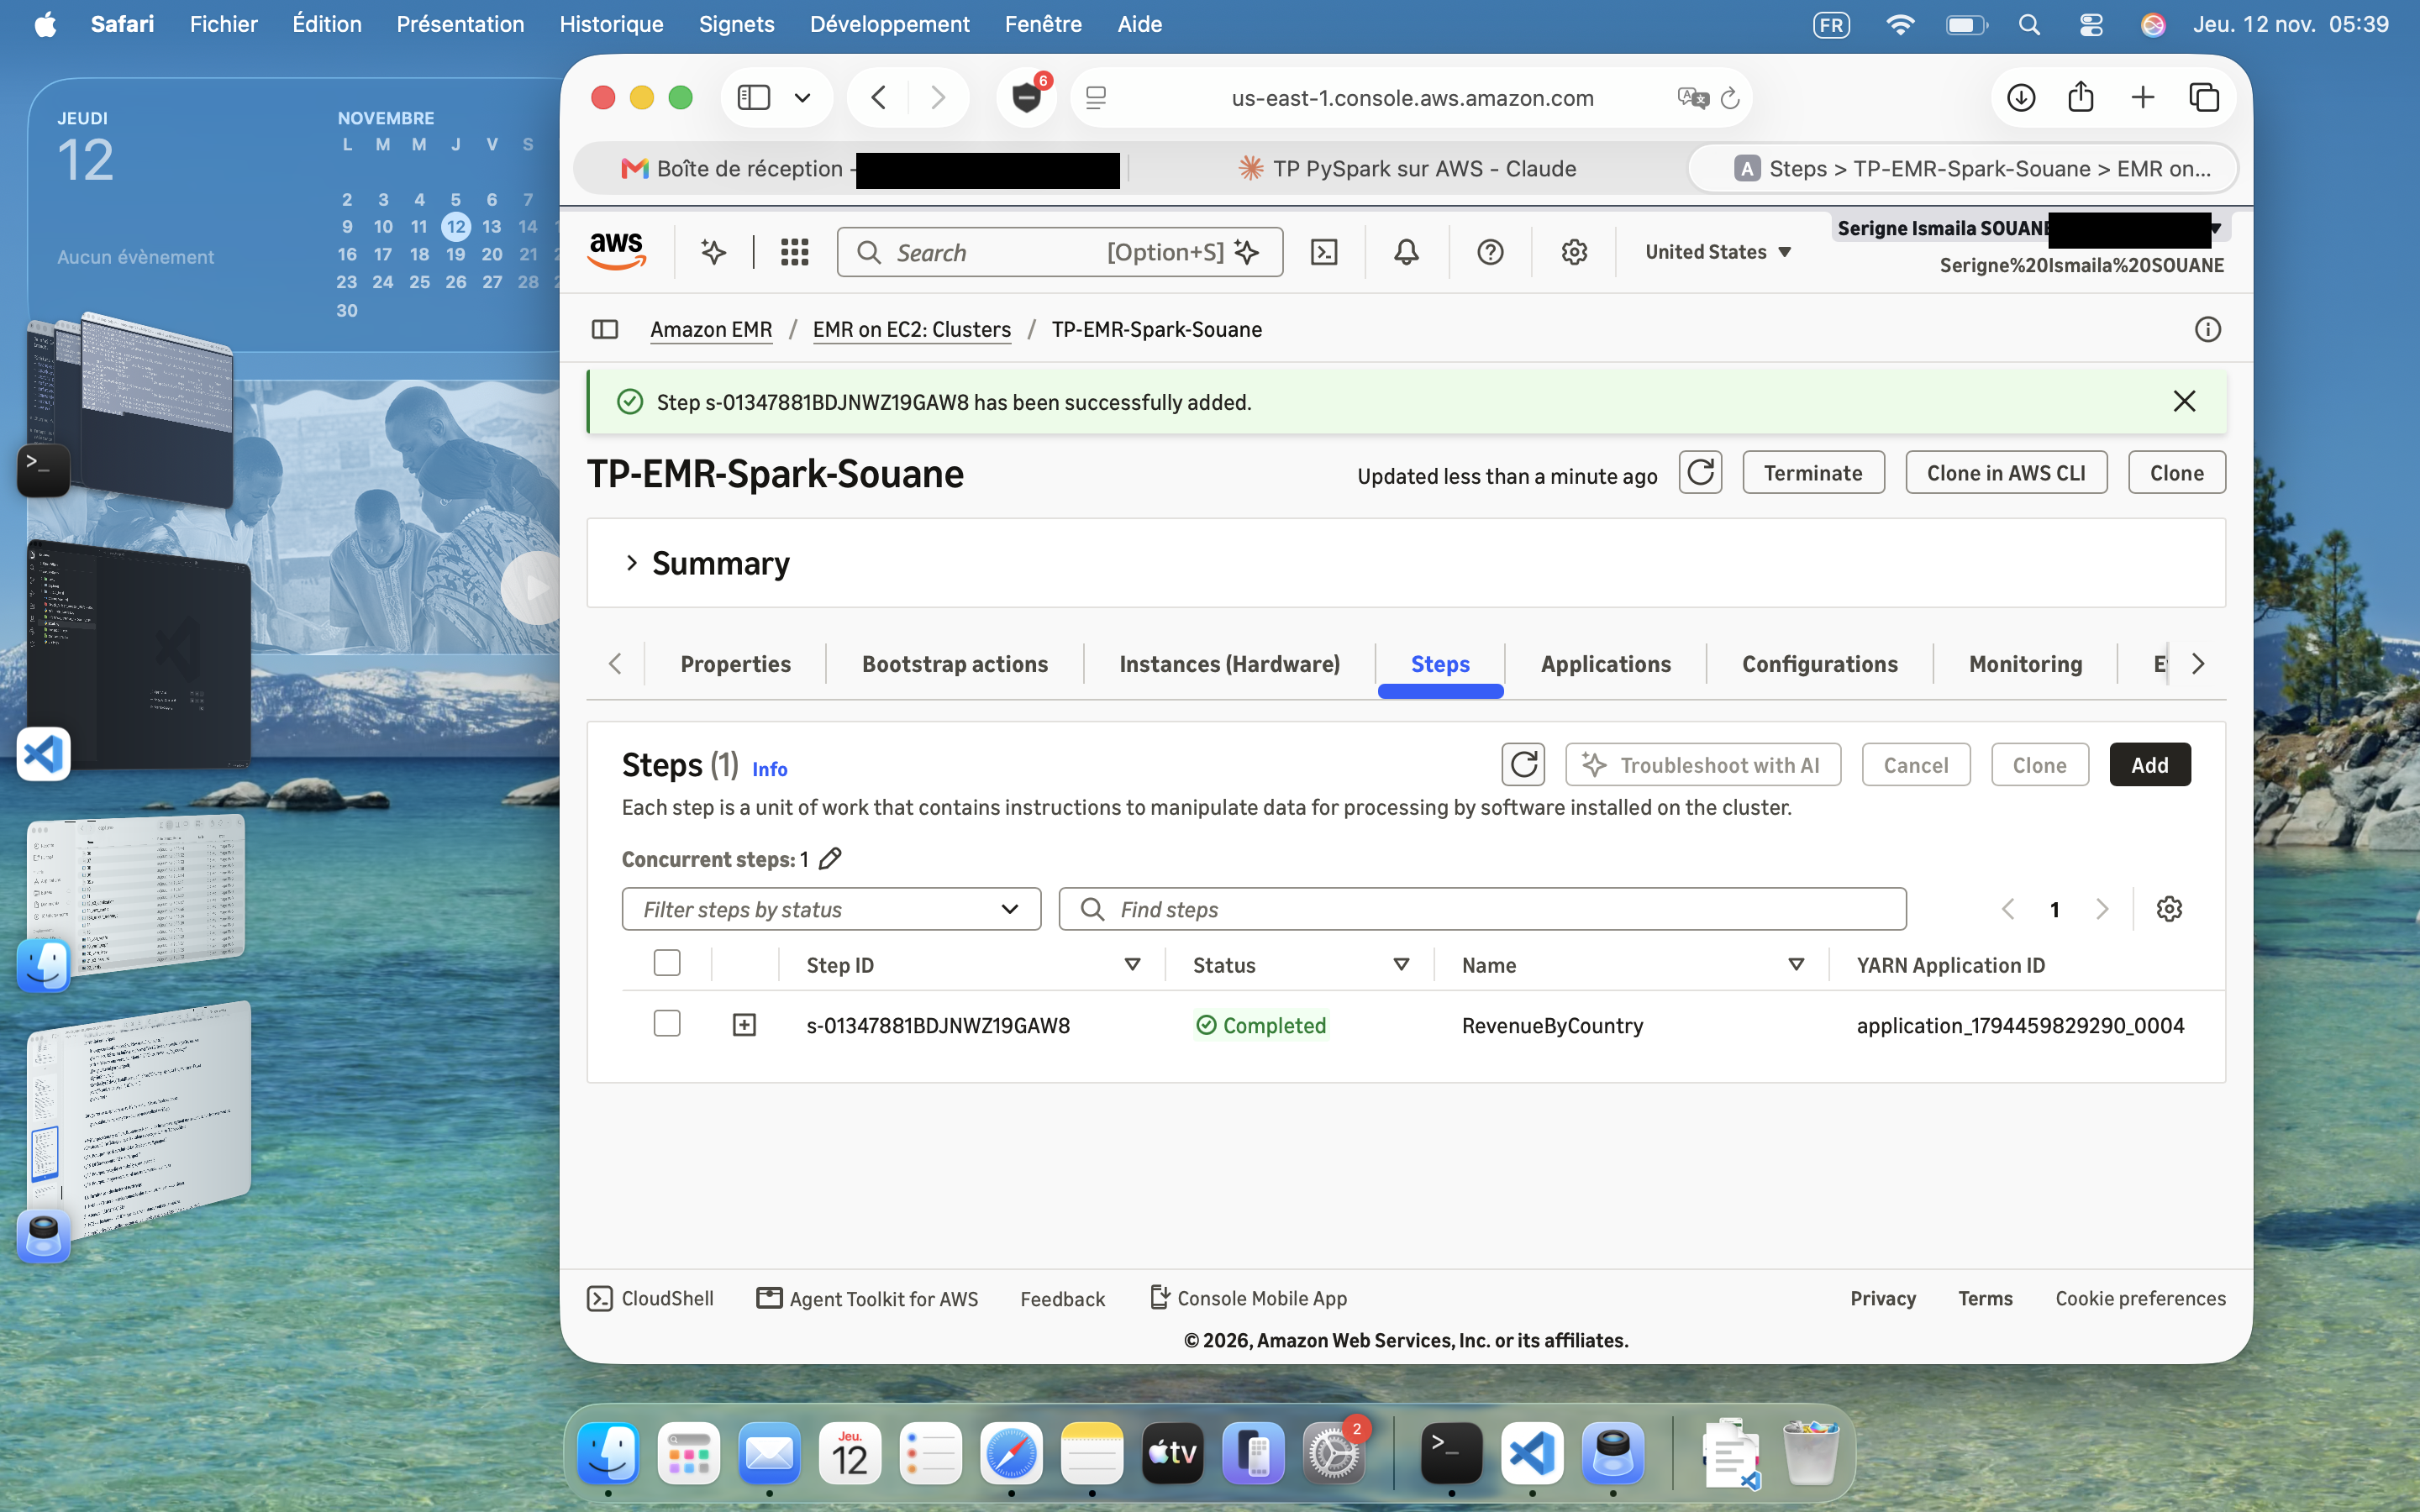 Safari Fichier Édition Présentation Historique Signets Développement Fenêtre Aide FR Jeu. 12 nov. 05:39
JEUDI
12
Aucun évènement
NOVEMBRE
L M M J V S
2 3 4 5 6 7
9 10 11 12 13 14
16 17 18 19 20 21
23 24 25 26 27 28
30
6
us-east-1.console.aws.amazon.com
Boîte de réception -
TP PySpark sur AWS - Claude
A Steps > TP-EMR-Spark-Souane > EMR on...
aws
Search [Option+S]
United States
Serigne Ismaila SOUANE
Serigne%20Ismaila%20SOUANE
Amazon EMR / EMR on EC2: Clusters / TP-EMR-Spark-Souane
Step s-01347881BDJNWZ19GAW8 has been successfully added.
TP-EMR-Spark-Souane
Updated less than a minute ago
Terminate
Clone in AWS CLI
Clone
Summary
Properties
Bootstrap actions
Instances (Hardware)
Steps
Applications
Configurations
Monitoring
Steps (1) Info
Troubleshoot with AI
Cancel
Clone
Add
Each step is a unit of work that contains instructions to manipulate data for processing by software installed on the cluster.
Concurrent steps: 1
Filter steps by status
Find steps
1
Step ID Status Name YARN Application ID
s-01347881BDJNWZ19GAW8 Completed RevenueByCountry application_1794459829290_0004
CloudShell
Agent Toolkit for AWS
Feedback
Console Mobile App
Privacy
Terms
Cookie preferences
© 2026, Amazon Web Services, Inc. or its affiliates.
Jeu.
12
tv
2